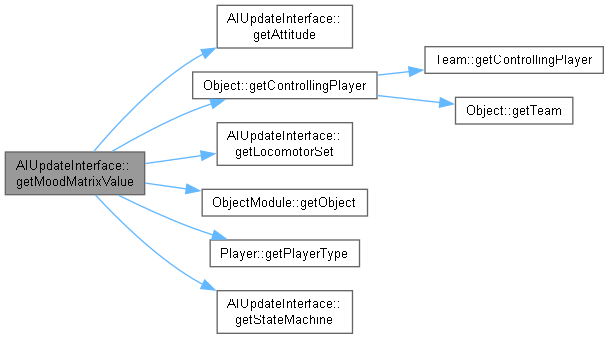 AIUpdateInterface::
getMoodMatrixValue
AIUpdateInterface::
getAttitude
Object::getControllingPlayer
Team::getControllingPlayer
Object::getTeam
AIUpdateInterface::
getLocomotorSet
ObjectModule::getObject
Player::getPlayerType
AIUpdateInterface::
getStateMachine